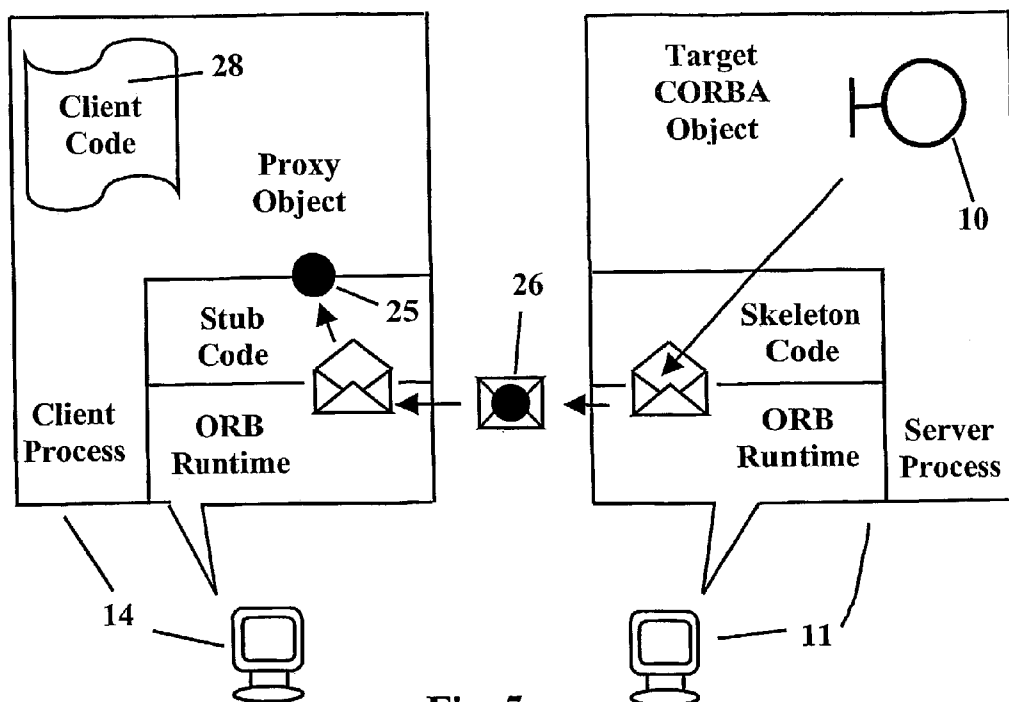 28
Client
Code
Proxy
Object
25
Stub
Code
ORB
Runtime
Client
Process
14
26
Target
CORBA
Object
10
Skeleton
Code
ORB
Runtime
Server
Process
11